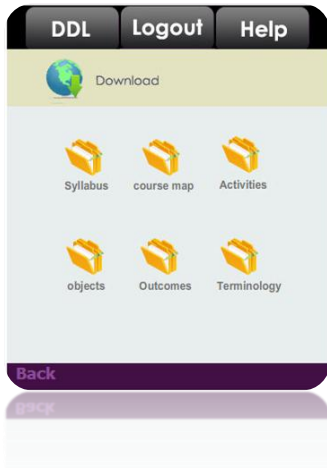 DDL Logout Help
Download
Syllabus course map Activities
objects Outcomes Terminology
Back